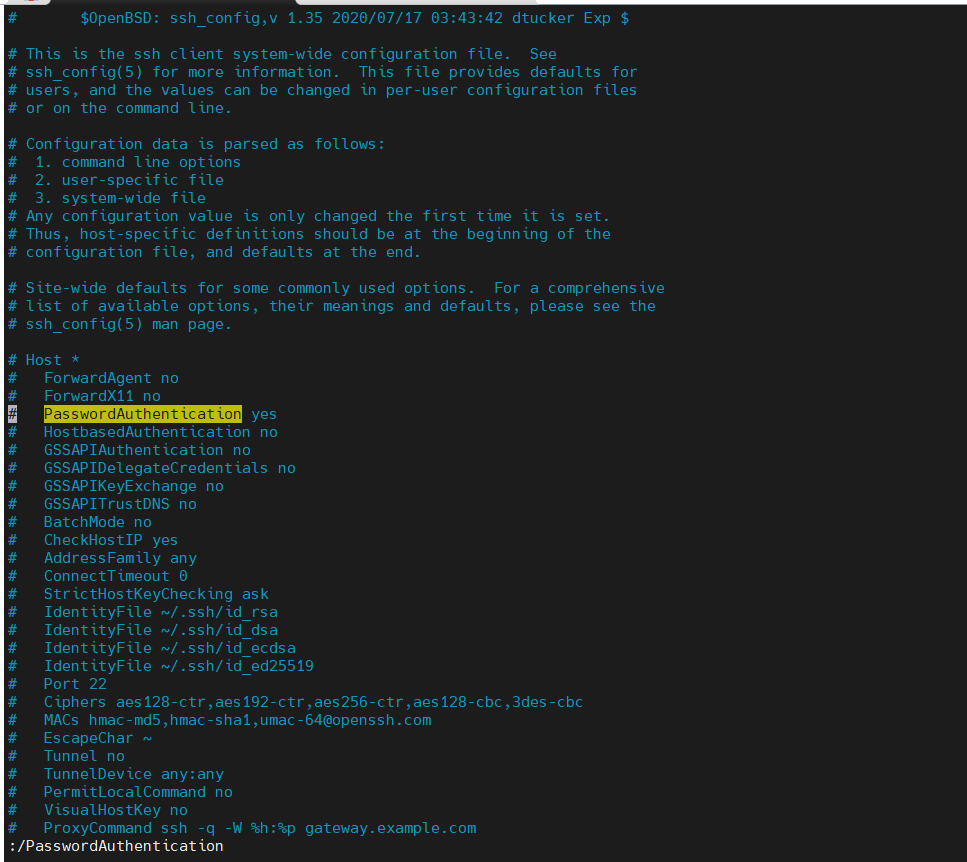 #       $OpenBSD: ssh_config,v 1.35 2020/07/17 03:43:42 dtucker Exp $

# This is the ssh client system-wide configuration file.  See
# ssh_config(5) for more information.  This file provides defaults for
# users, and the values can be changed in per-user configuration files
# or on the command line.

# Configuration data is parsed as follows:
#  1. command line options
#  2. user-specific file
#  3. system-wide file
# Any configuration value is only changed the first time it is set.
# Thus, host-specific definitions should be at the beginning of the
# configuration file, and defaults at the end.

# Site-wide defaults for some commonly used options.  For a comprehensive
# list of available options, their meanings and defaults, please see the
# ssh_config(5) man page.

# Host *
#   ForwardAgent no
#   ForwardX11 no
#   PasswordAuthentication yes
#   HostbasedAuthentication no
#   GSSAPIAuthentication no
#   GSSAPIDelegateCredentials no
#   GSSAPIKeyExchange no
#   GSSAPITrustDNS no
#   BatchMode no
#   CheckHostIP yes
#   AddressFamily any
#   ConnectTimeout 0
#   StrictHostKeyChecking ask
#   IdentityFile ~/.ssh/id_rsa
#   IdentityFile ~/.ssh/id_dsa
#   IdentityFile ~/.ssh/id_ecdsa
#   IdentityFile ~/.ssh/id_ed25519
#   Port 22
#   Ciphers aes128-ctr,aes192-ctr,aes256-ctr,aes128-cbc,3des-cbc
#   MACs hmac-md5,hmac-sha1,umac-64@openssh.com
#   EscapeChar ~
#   Tunnel no
#   TunnelDevice any:any
#   PermitLocalCommand no
#   VisualHostKey no
#   ProxyCommand ssh -q -W %h:%p gateway.example.com
:/PasswordAuthentication